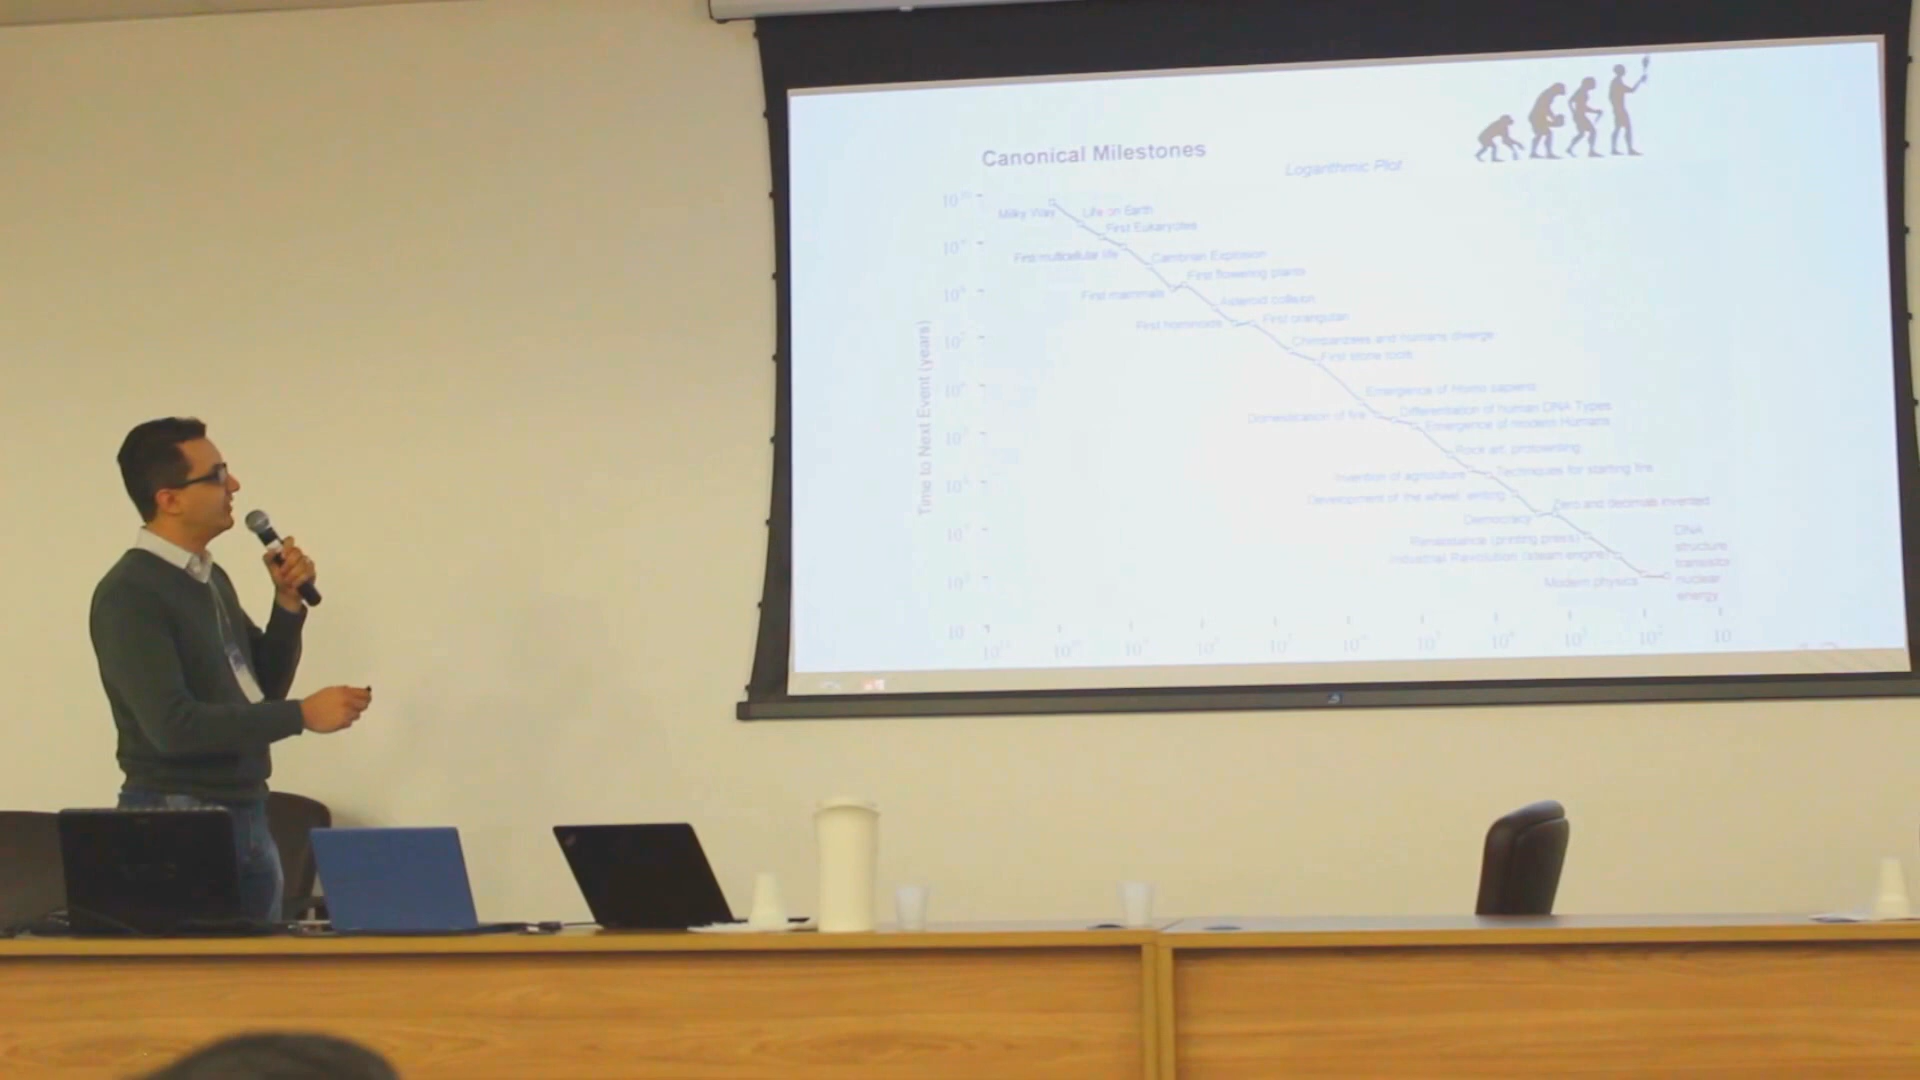 Canonical Milestones
Logarithmic Plot
Milky Way
Life on Earth
First Eukaryotes
First multicellular life
Cambrian Explosion
First flowering plants
First mammals
Asteroid collision
First hominoids
First orangutan
Chimpanzees and humans diverge
First stone tools
Emergence of Homo sapiens
Domestication of fire
Differentiation of human DNA Types
Emergence of modern Humans
Rock art, protowriting
Invention of agriculture
Techniques for starting fire
Development of the wheel, writing
Zero and decimals invented
Democracy
Renaissance (printing press)
Industrial Revolution (steam engine)
Modern physics
DNA
structure
transistor
nuclear
energy
Time to Next Event (years)
10
10